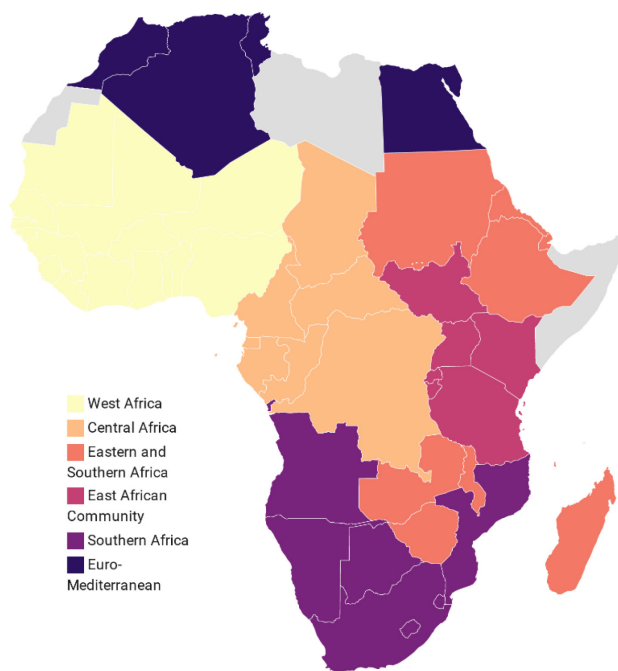 West Africa
Central Africa
Eastern and
Southern Africa
East African
Community
Southern Africa
Euro-
Mediterranean